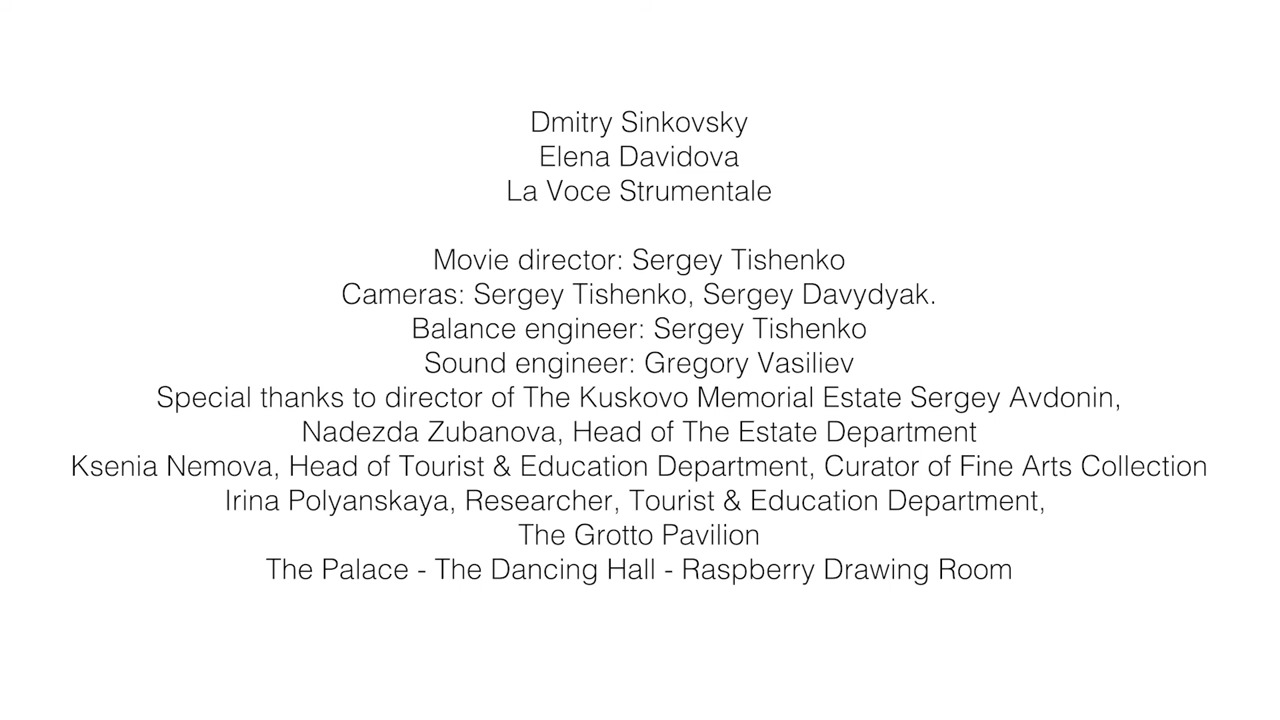 Dmitry Sinkovsky
Elena Davidova
La Voce Strumentale
Movie director: Sergey Tishenko
Cameras: Sergey Tishenko, Sergey Davydyak.
Balance engineer: Sergey Tishenko
Sound engineer: Gregory Vasiliev
Special thanks to director of The Kuskovo Memorial Estate Sergey Avdonin,
Nadezda Zubanova, Head of The Estate Department
Ksenia Nemova, Head of Tourist & Education Department, Curator of Fine Arts Collection
Irina Polyanskaya, Researcher, Tourist & Education Department,
The Grotto Pavilion
The Palace - The Dancing Hall - Raspberry Drawing Room